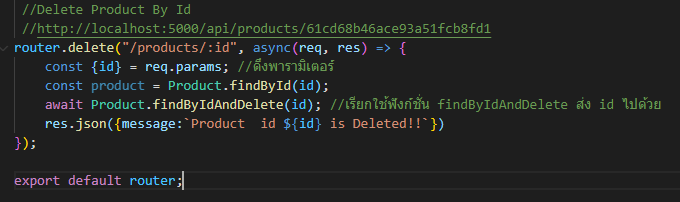 //Delete Product By Id
//http://localhost:5000/api/products/61cd68b46ace93a51fcb8fd1
router.delete("/products/:id", async(req, res) => {
const {id} = req.params; //ดึงพารามิเตอร์
const product = Product.findById(id);
await Product.findByIdAndDelete(id); //เรียกใช้ฟังก์ชั่น findByIdAndDelete ส่ง id ไปด้วย
res.json({message:`Product  id ${id} is Deleted!!`})
});
export default router;